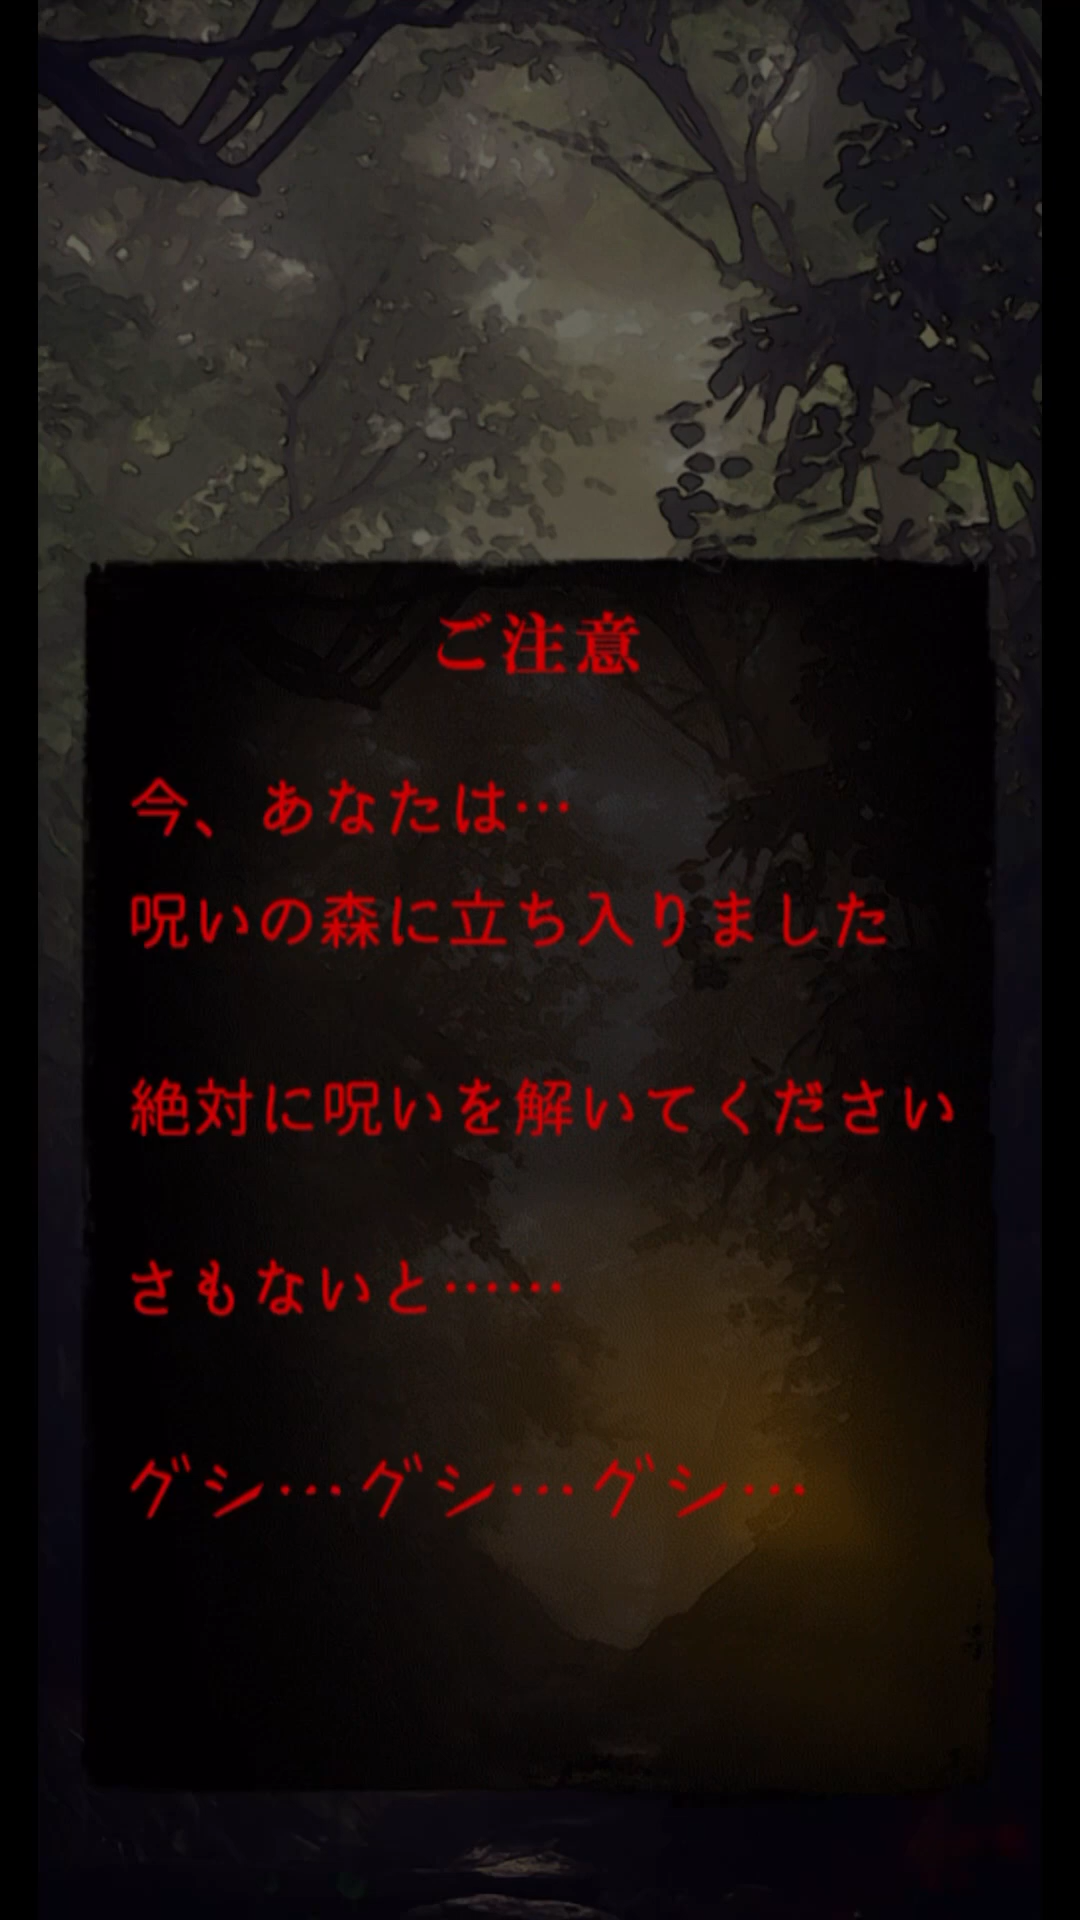 ご注意
今、あなたは…
呪いの森に立ち入りました
絶対に呪いを解いてください
さもないと……
グシ…グシ…グシ…